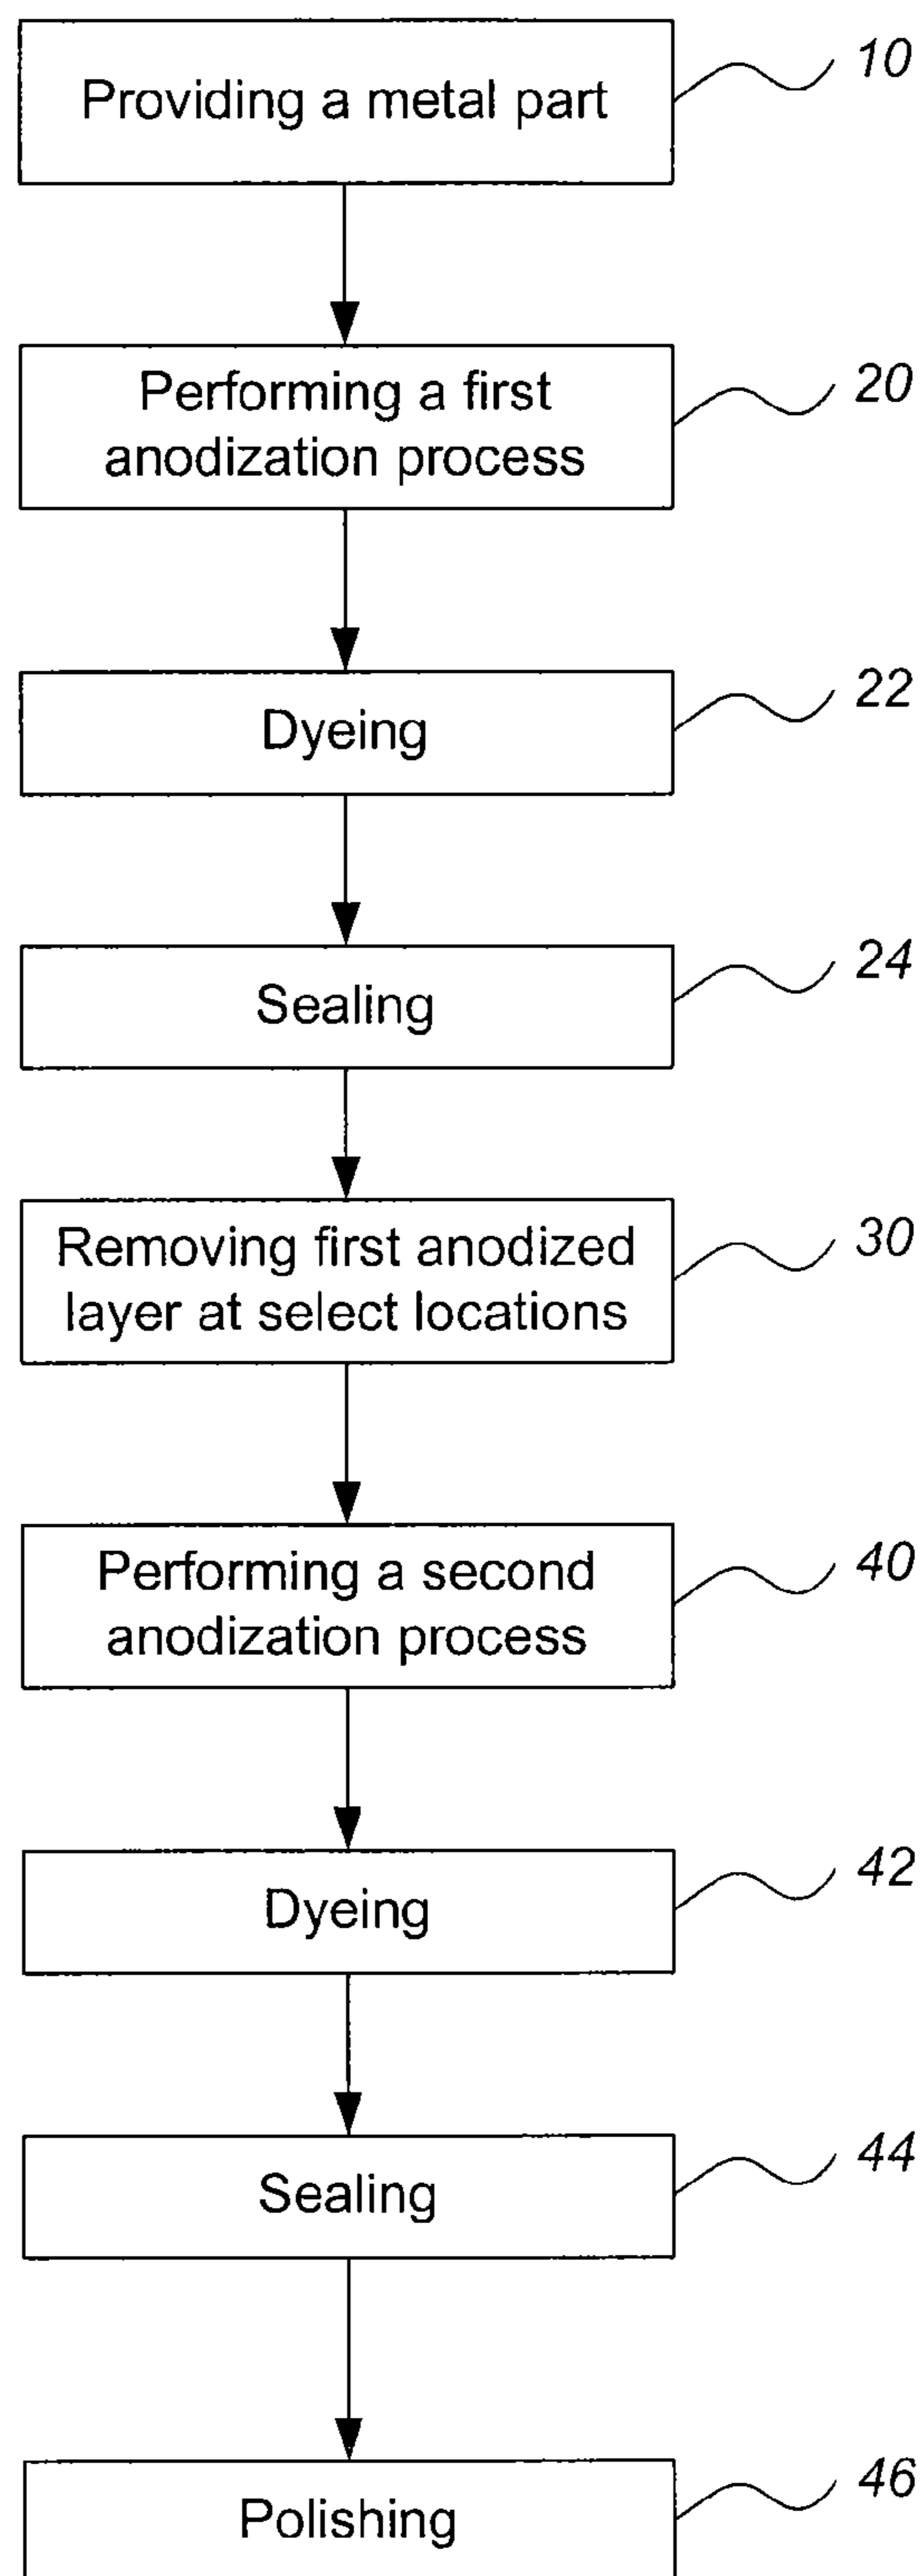 Providing a metal part
10
Performing a first
anodization process
20
Dyeing
22
Sealing
24
Removing first anodized
layer at select locations
30
Performing a second
anodization process
40
Dyeing
42
Sealing
44
Polishing
46